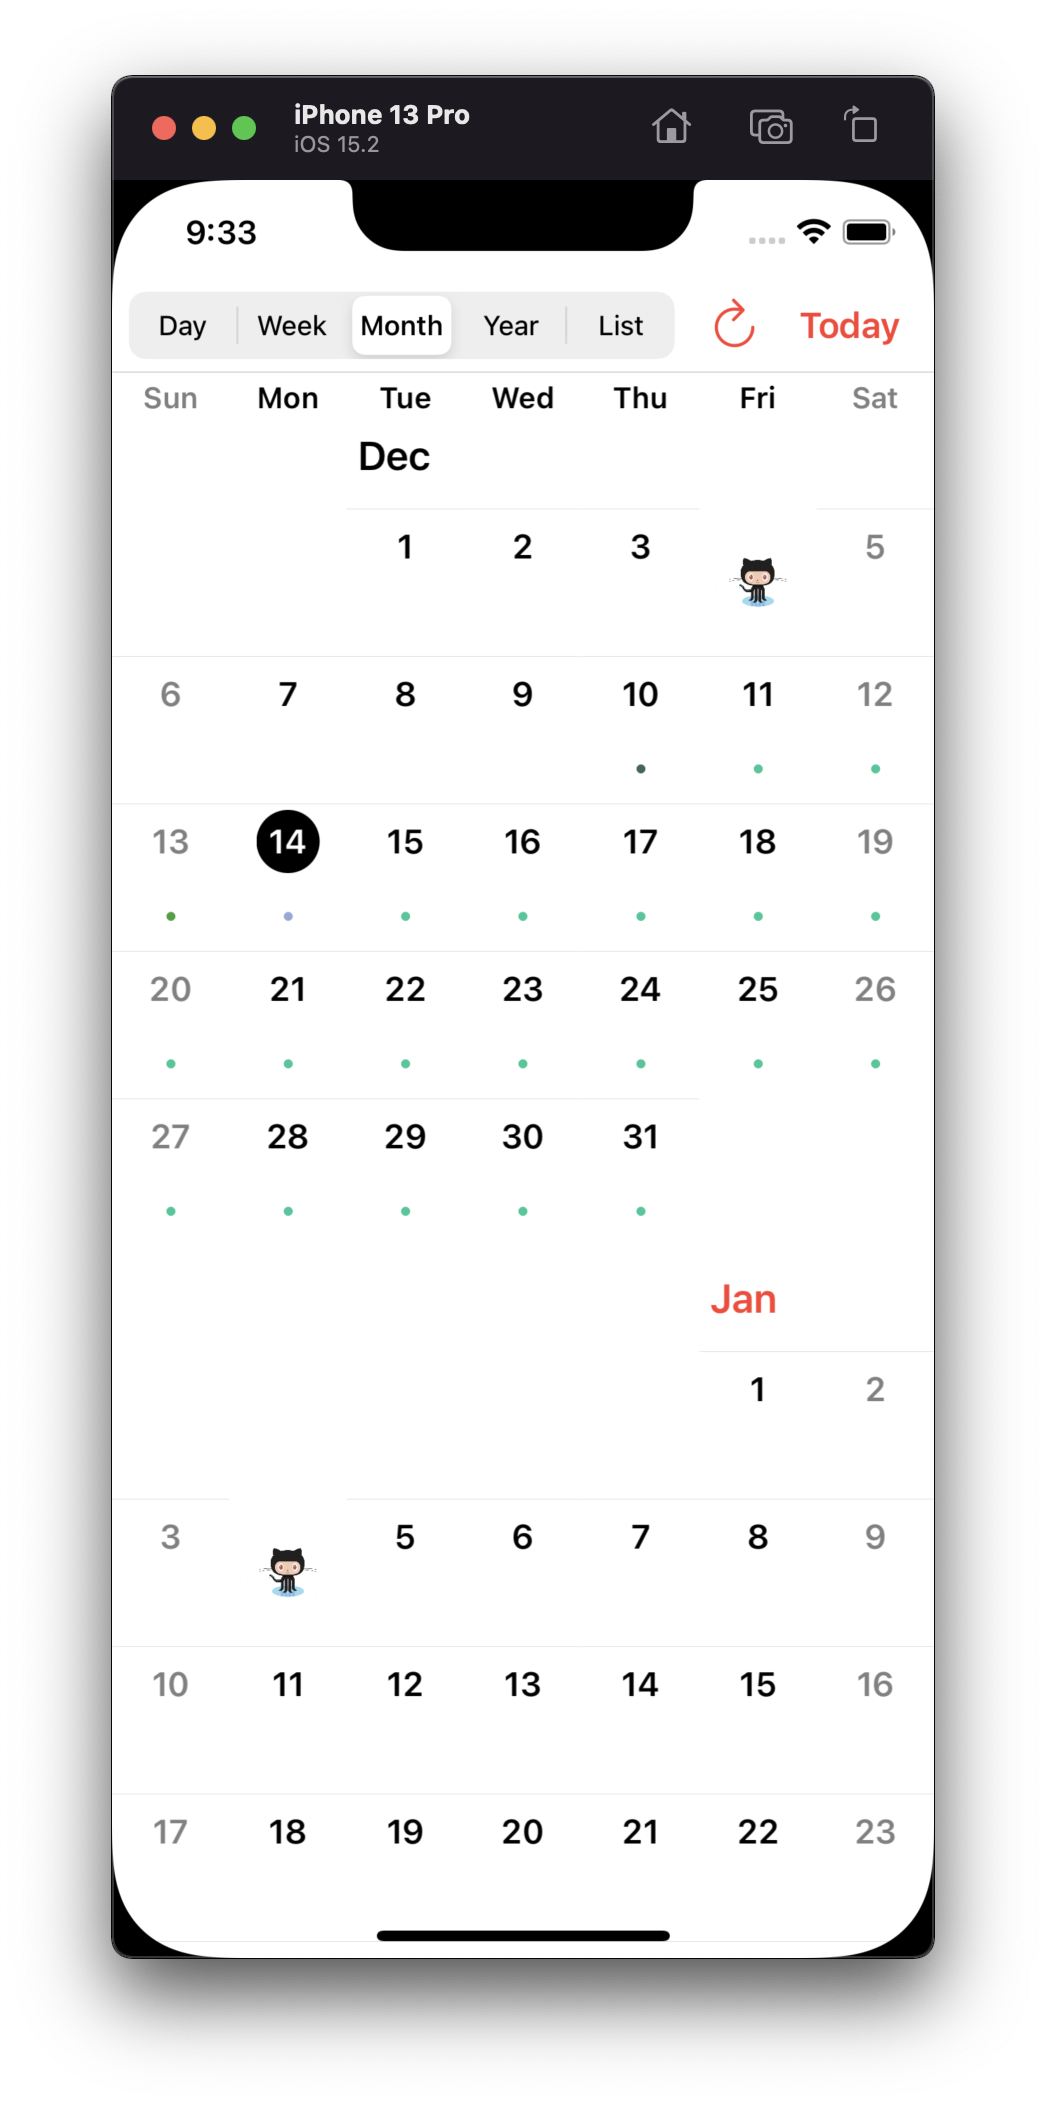 iPhone 13 Pro
iOS 15.2
9:33
Day Week Month Year List Today
Sun Mon Tue Wed Thu Fri Sat
Dec
1 2 3 5
6 7 8 9 10 11 12
13 14 15 16 17 18 19
20 21 22 23 24 25 26
27 28 29 30 31
Jan
1 2
3 5 6 7 8 9
10 11 12 13 14 15 16
17 18 19 20 21 22 23